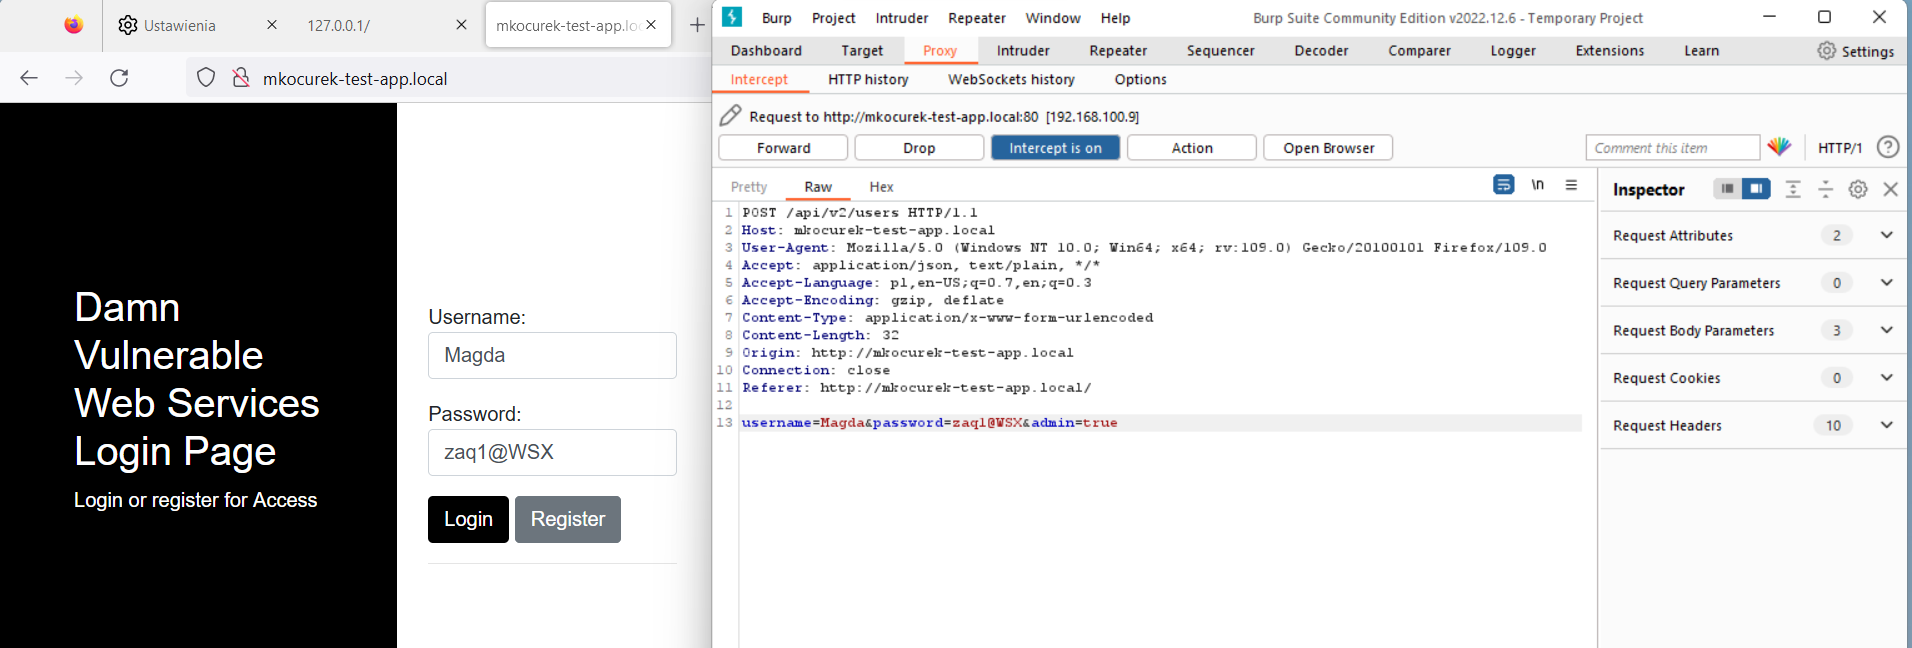 Ustawienia
127.0.0.1/
mkocurek-test-app.loc
mkocurek-test-app.local
Damn
Vulnerable
Web Services
Login Page
Login or register for Access
Username:
Magda
Password:
zaq1@WSX
Login Register
Burp Project Intruder Repeater Window Help
Burp Suite Community Edition v2022.12.6 - Temporary Project
Dashboard Target Proxy Intruder Repeater Sequencer Decoder Comparer Logger Extensions Learn Settings
Intercept HTTP history WebSockets history Options
Request to http://mkocurek-test-app.local:80 [192.168.100.9]
Forward Drop Intercept is on Action Open Browser Comment this item HTTP/1 ?
Pretty Raw Hex \n
1 POST /api/v2/users HTTP/1.1
2 Host: mkocurek-test-app.local
3 User-Agent: Mozilla/5.0 (Windows NT 10.0; Win64; x64; rv:109.0) Gecko/20100101 Firefox/109.0
4 Accept: application/json, text/plain, */*
5 Accept-Language: pl,en-US;q=0.7,en;q=0.3
6 Accept-Encoding: gzip, deflate
7 Content-Type: application/x-www-form-urlencoded
8 Content-Length: 32
9 Origin: http://mkocurek-test-app.local
10 Connection: close
11 Referer: http://mkocurek-test-app.local/
12
13 username=Magda&password=zaq1@WSX&admin=true
Inspector
Request Attributes 2
Request Query Parameters 0
Request Body Parameters 3
Request Cookies 0
Request Headers 10